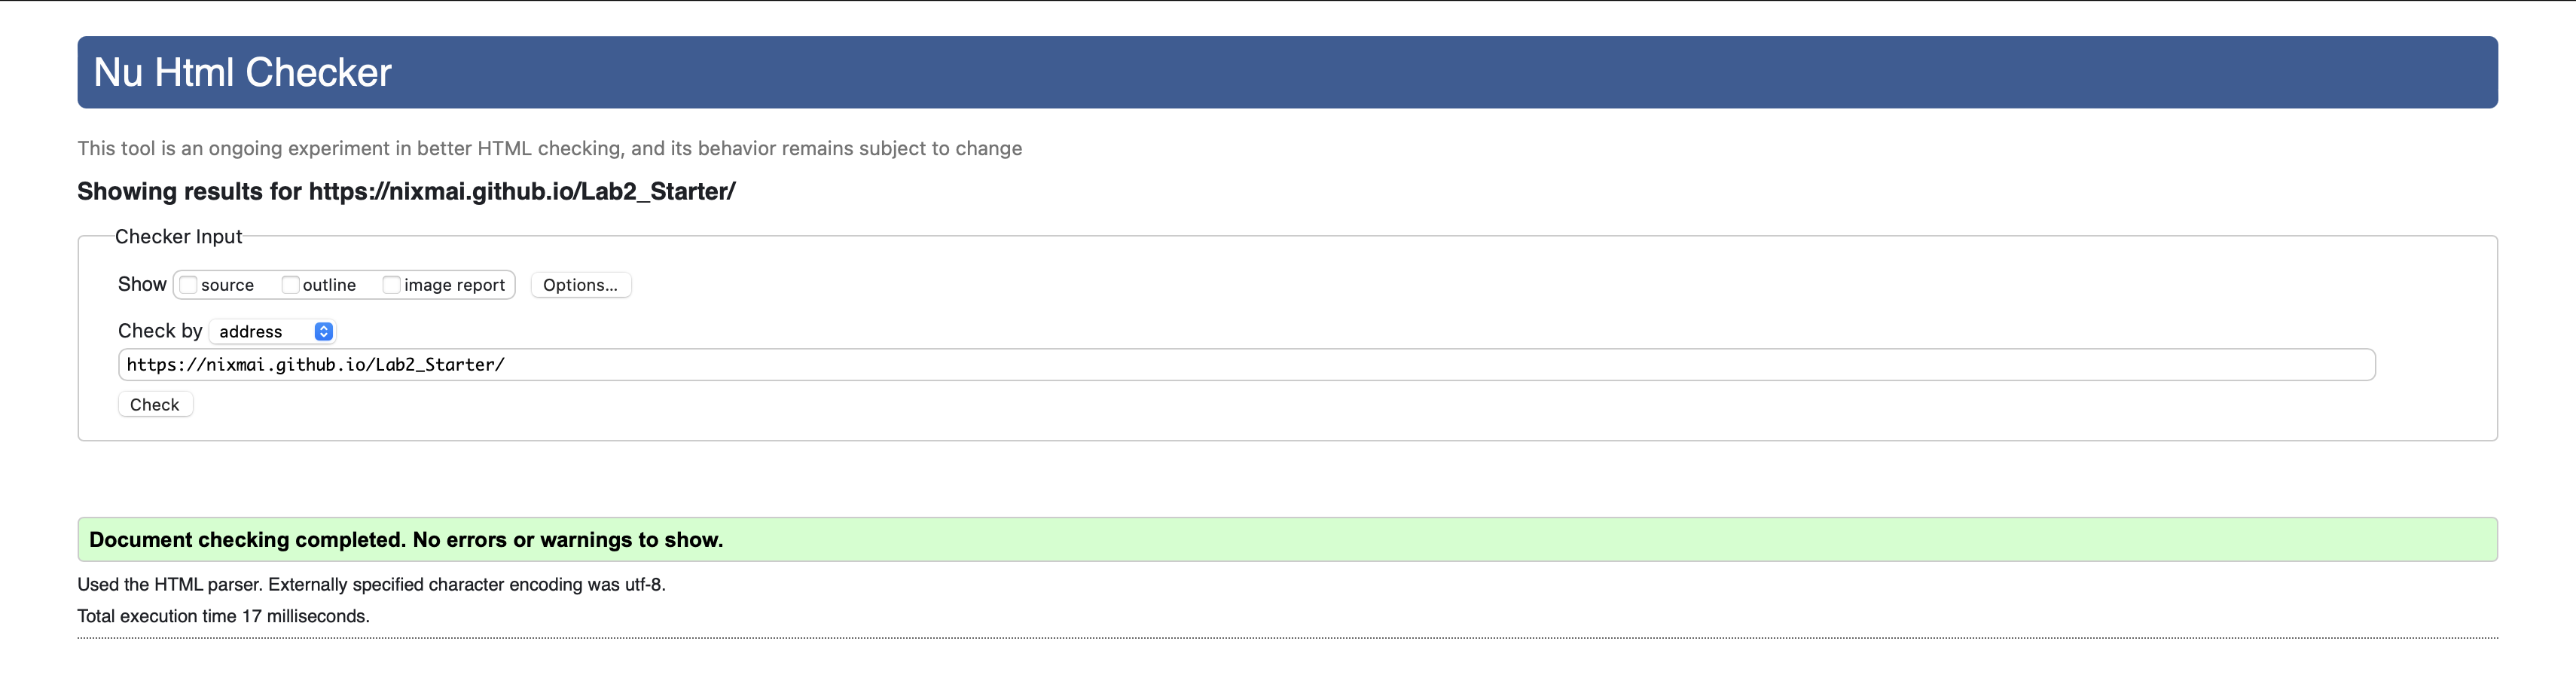 Nu Html Checker
This tool is an ongoing experiment in better HTML checking, and its behavior remains subject to change
Showing results for https://nixmai.github.io/Lab2_Starter/
Checker Input
Show source outline image report Options...
Check by address
https://nixmai.github.io/Lab2_Starter/
Check
Document checking completed. No errors or warnings to show.
Used the HTML parser. Externally specified character encoding was utf-8.
Total execution time 17 milliseconds.